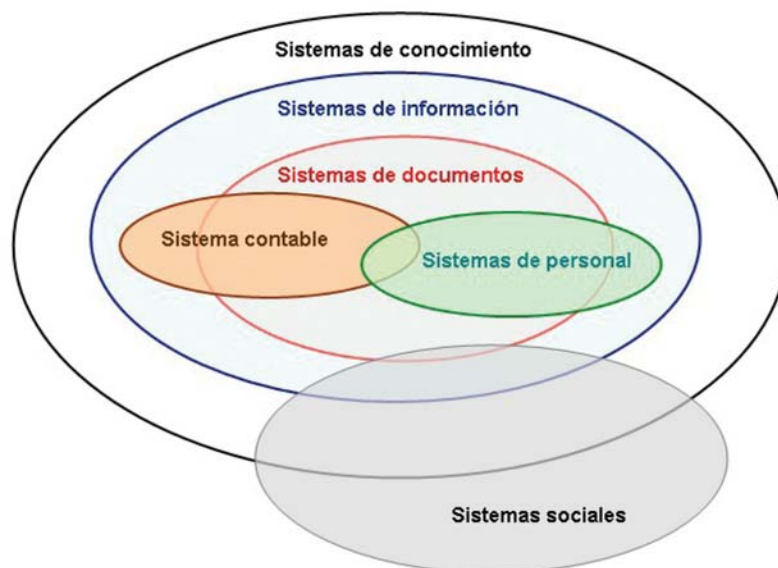 Sistemas de conocimiento
Sistemas de información
Sistemas de documentos
Sistema contable
Sistemas de personal
Sistemas sociales